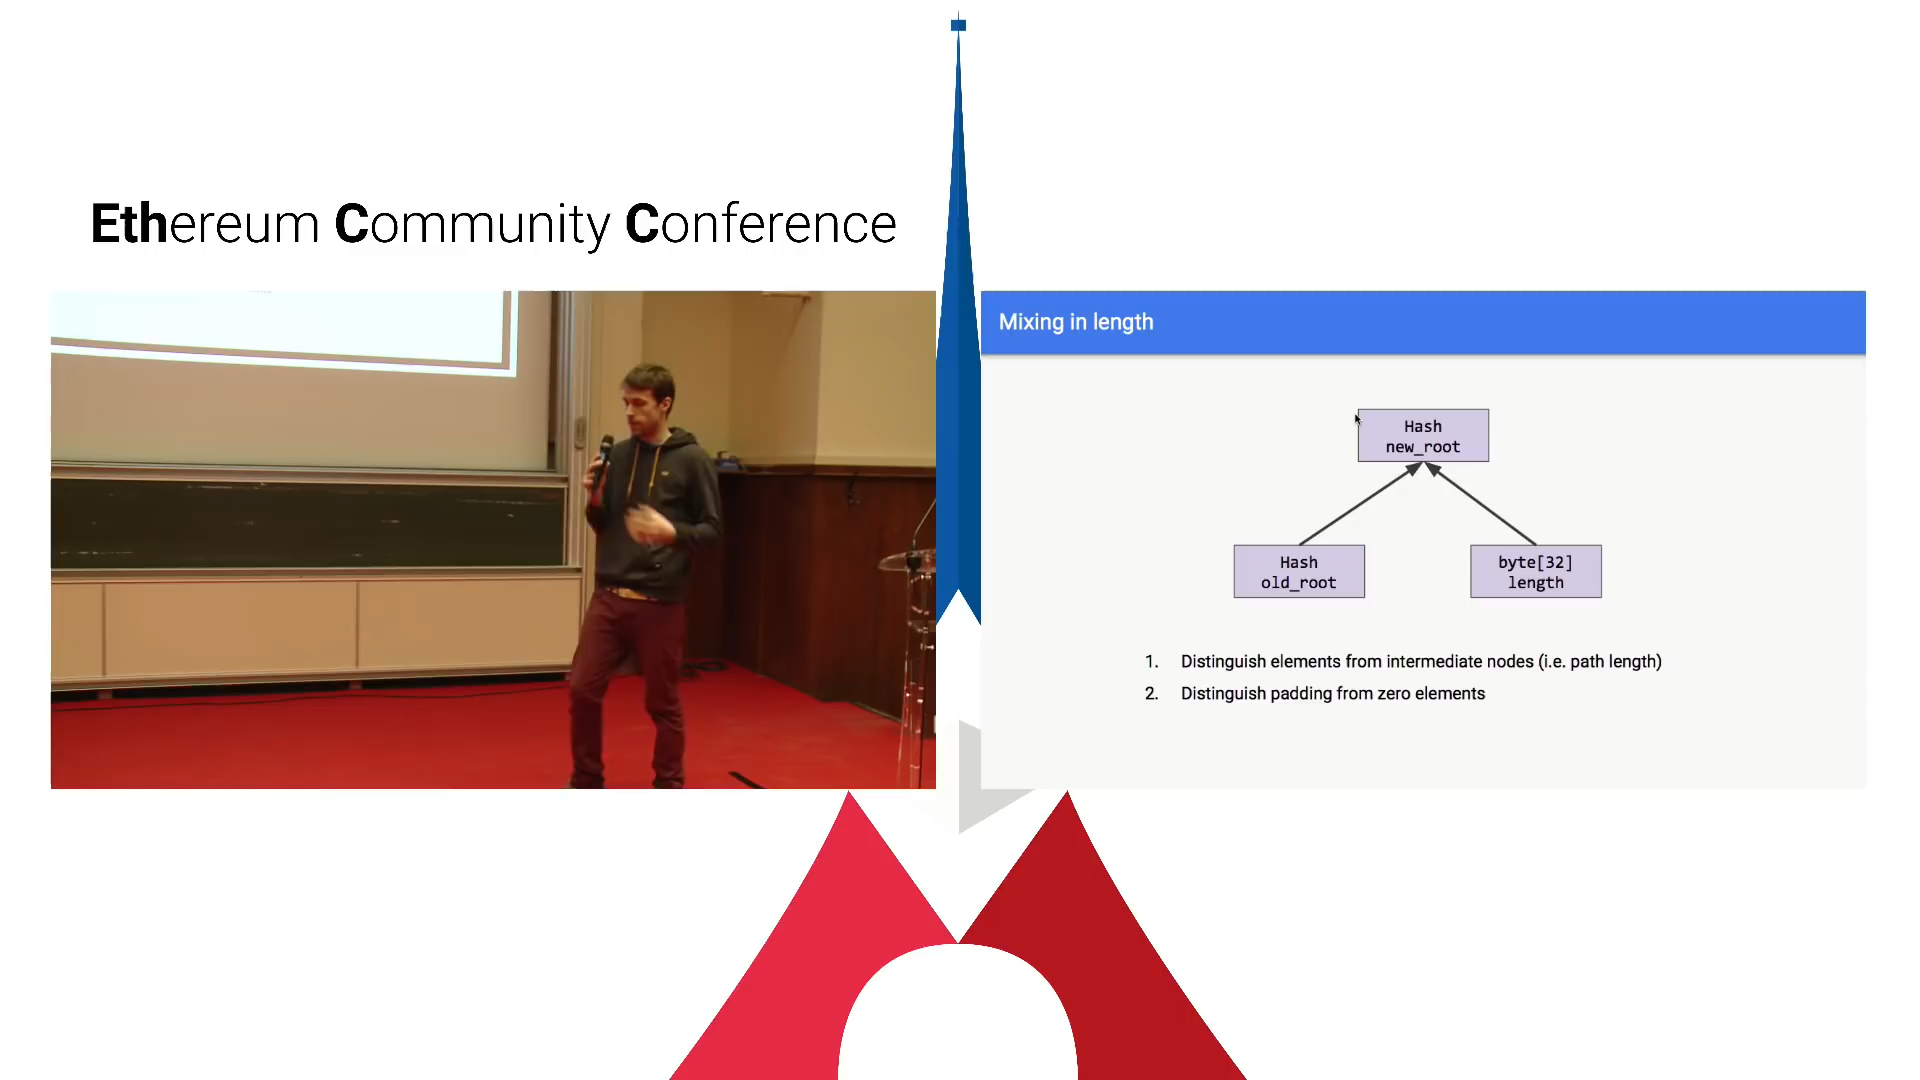 Ethereum Community Conference
Mixing in length
Hash
new_root
Hash
old_root
byte[32]
length
1. Distinguish elements from intermediate nodes (i.e. path length)
2. Distinguish padding from zero elements